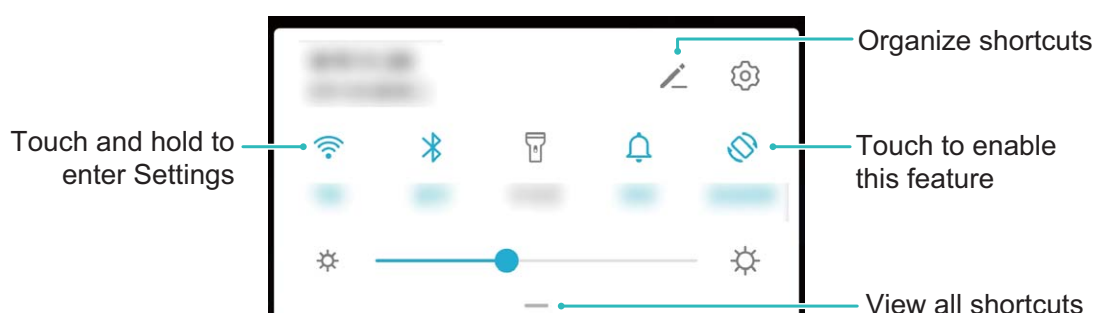 Organize shortcuts
Touch and hold to
enter Settings
Touch to enable
this feature
View all shortcuts